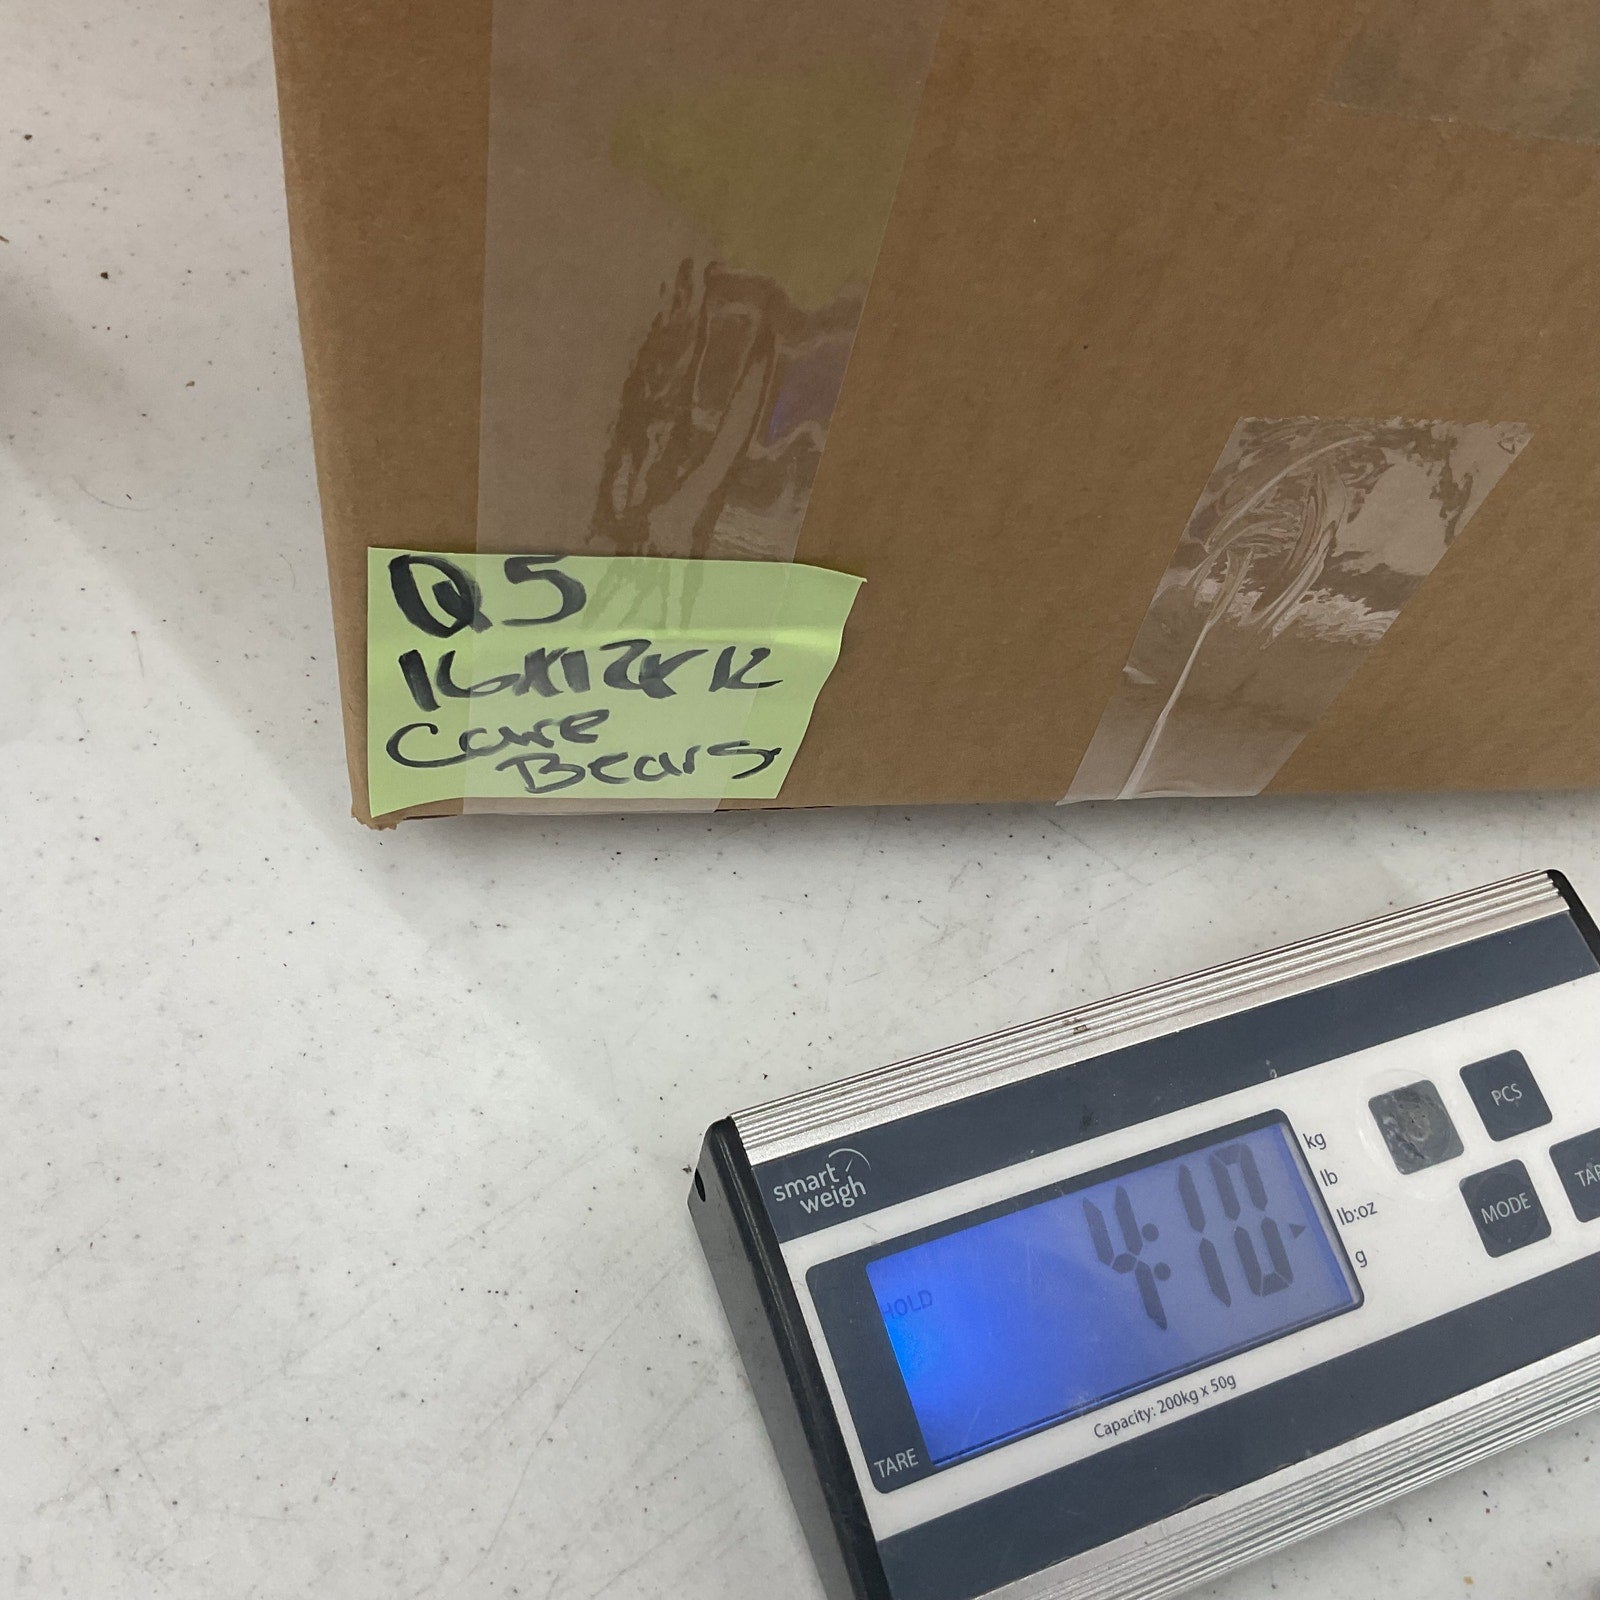 Q5
16x12x12
Care
Bears
smart
weigh
HOLD
4:10
kg
lb
lb:oz
g
PCS
MODE
TAR
Capacity: 200kg x 50g
TARE